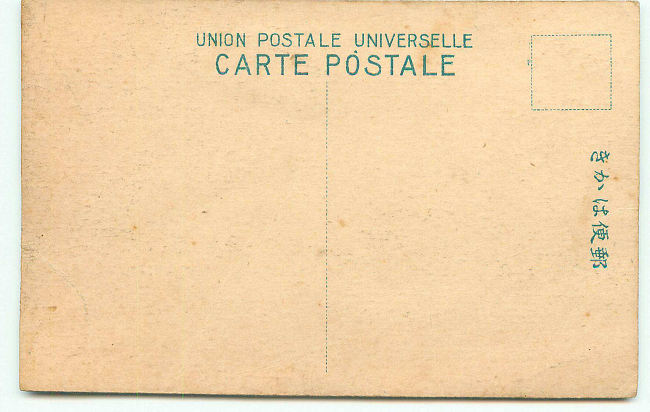 UNION POSTALE UNIVERSELLE
CARTE POSTALE
郵便はかき